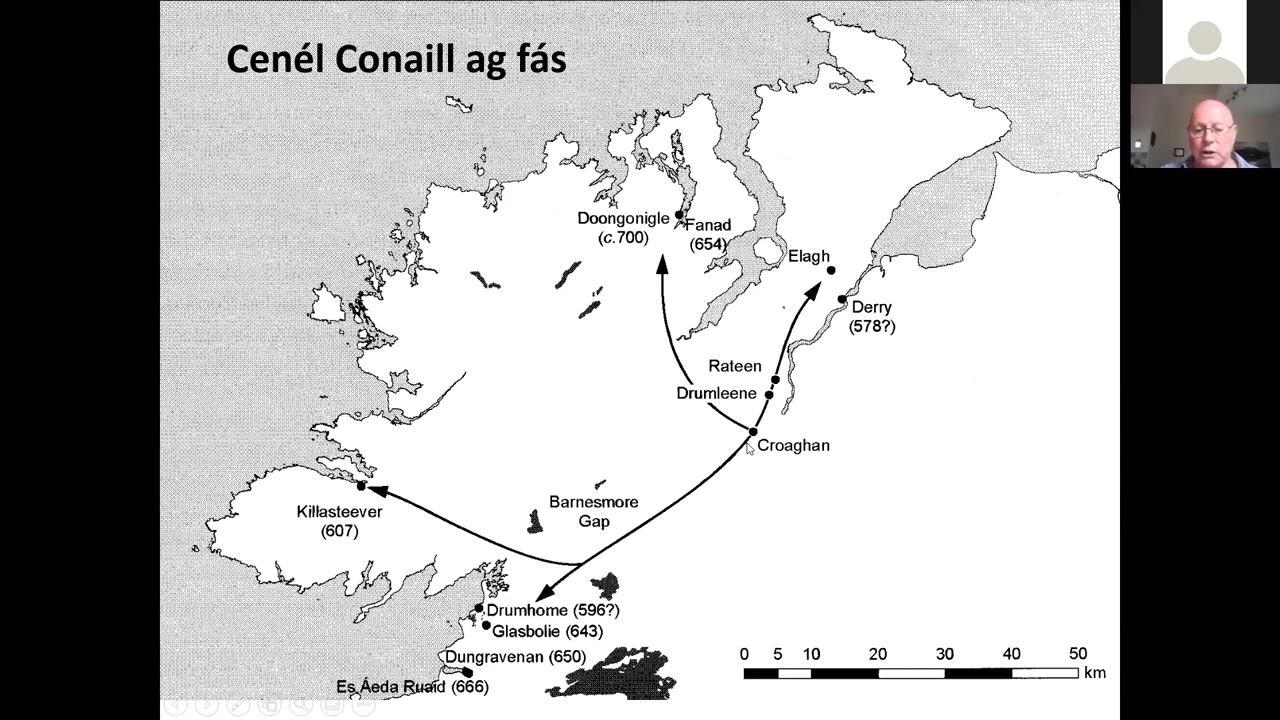 Cenél Conaill ag fás
Doongonigle
(c.700)
Fanad
(654)
Elagh
Derry
(578?)
Rateen
Drumleene
Croaghan
Barnesmore
Gap
Killasteever
(607)
Drumhome (596?)
Glasbolie (643)
Dungravenan (650)
Es Áeda Ruaid (666)
0 5 10 20 30 40 50
km